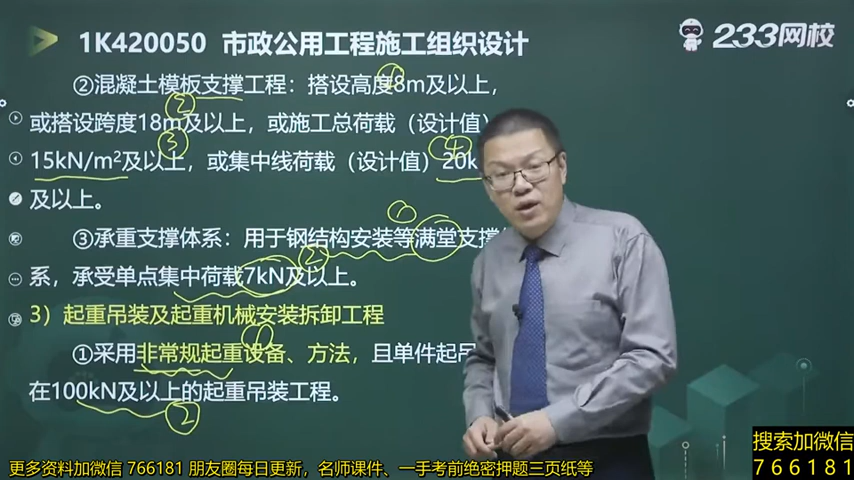 1K420050 市政公用工程施工组织设计
233网校
②混凝土模板支撑工程：搭设高度8m及以上，
或搭设跨度18m及以上，或施工总荷载（设计值）
15kN/m²及以上，或集中线荷载（设计值）20k
及以上。
③承重支撑体系：用于钢结构安装等满堂支撑
系，承受单点集中荷载7kN及以上。
3）起重吊装及起重机械安装拆卸工程
①采用非常规起重设备、方法，且单件起吊
在100kN及以上的起重吊装工程。
①
②
③
④
①
②
①
②
搜索加微信
766181
更多资料加微信 766181 朋友圈每日更新，名师课件、一手考前绝密押题三页纸等